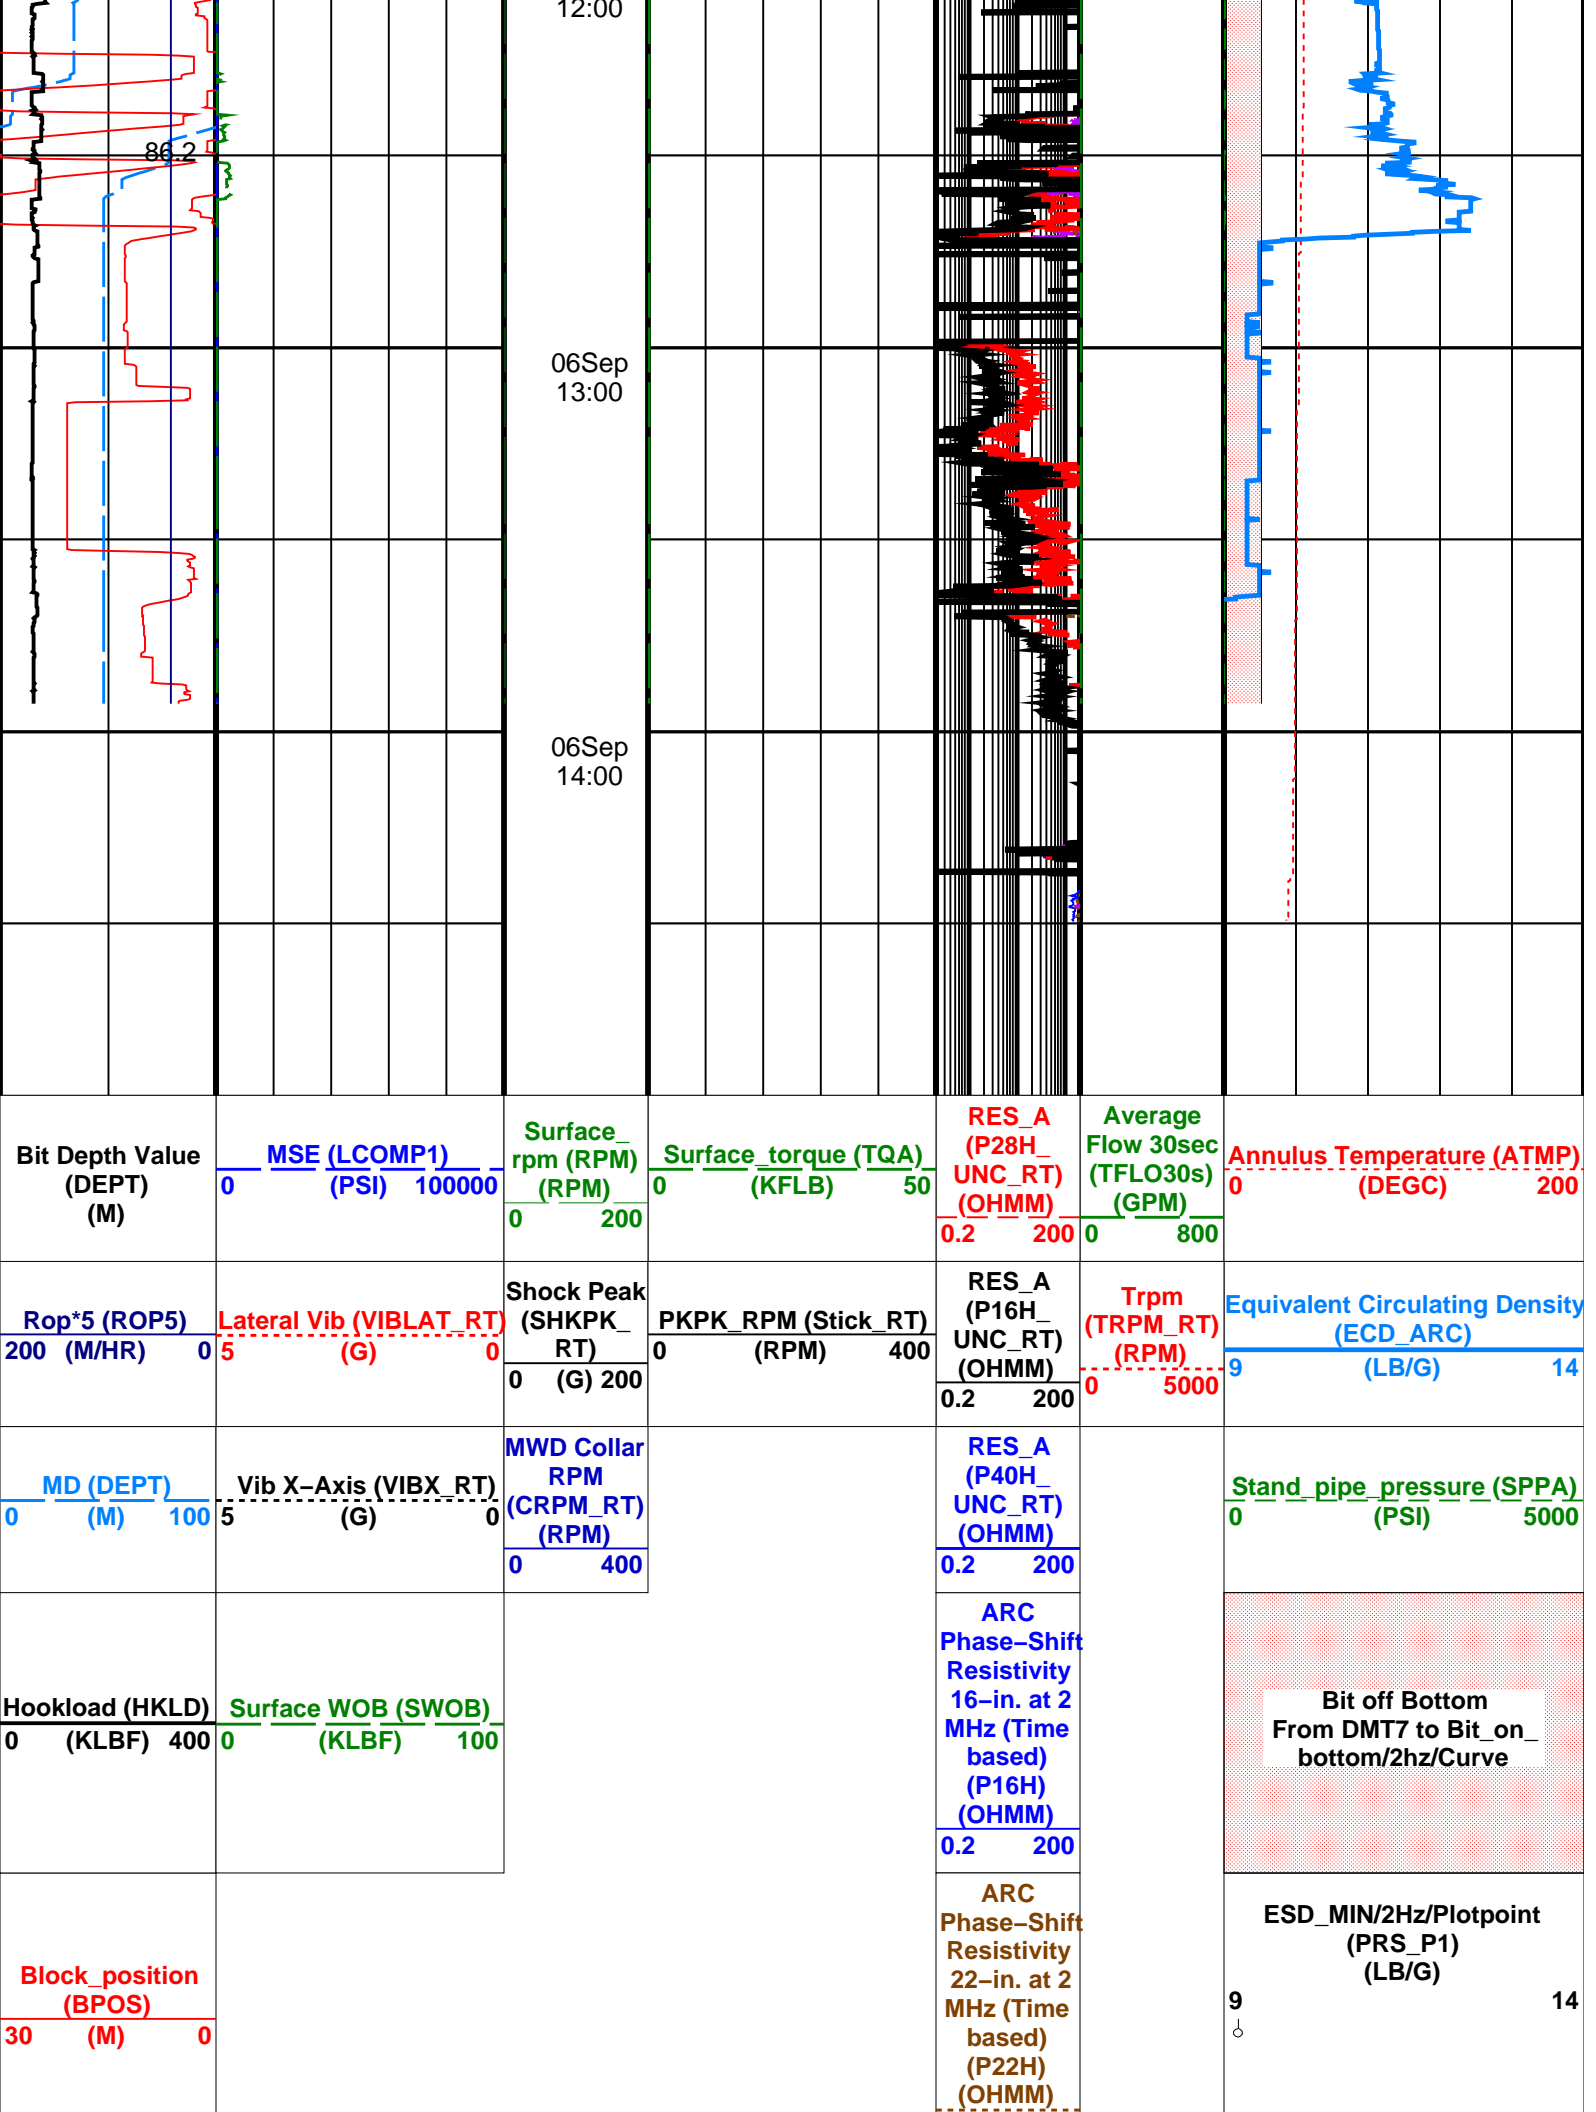 12:00
86.2
06Sep
13:00
06Sep
14:00
Bit Depth Value
(DEPT)
(M)
MSE (LCOMP1)
0 (PSI) 100000
Surface_
rpm (RPM)
(RPM)
0 200
Surface_torque (TQA)
0 (KFLB) 50
RES_A
(P28H_
UNC_RT)
(OHMM)
0.2 200
Average
Flow 30sec
(TFLO30s)
(GPM)
0 800
Annulus Temperature (ATMP)
0 (DEGC) 200
Rop*5 (ROP5)
200 (M/HR) 0
Lateral Vib (VIBLAT_RT)
5 (G) 0
Shock Peak
(SHKPK_
RT)
0 (G) 200
PKPK_RPM (Stick_RT)
0 (RPM) 400
RES_A
(P16H_
UNC_RT)
(OHMM)
0.2 200
Trpm
(TRPM_RT)
(RPM)
0 5000
Equivalent Circulating Density
(ECD_ARC)
9 (LB/G) 14
MD (DEPT)
0 (M) 100
Vib X−Axis (VIBX_RT)
5 (G) 0
MWD Collar
RPM
(CRPM_RT)
(RPM)
0 400
RES_A
(P40H_
UNC_RT)
(OHMM)
0.2 200
Stand_pipe_pressure (SPPA)
0 (PSI) 5000
Hookload (HKLD)
0 (KLBF) 400
Surface WOB (SWOB)
0 (KLBF) 100
ARC
Phase−Shift
Resistivity
16−in. at 2
MHz (Time
based)
(P16H)
(OHMM)
0.2 200
Bit off Bottom
From DMT7 to Bit_on_
bottom/2hz/Curve
Block_position
(BPOS)
30 (M) 0
ARC
Phase−Shift
Resistivity
22−in. at 2
MHz (Time
based)
(P22H)
(OHMM)
ESD_MIN/2Hz/Plotpoint
(PRS_P1)
(LB/G)
9 14